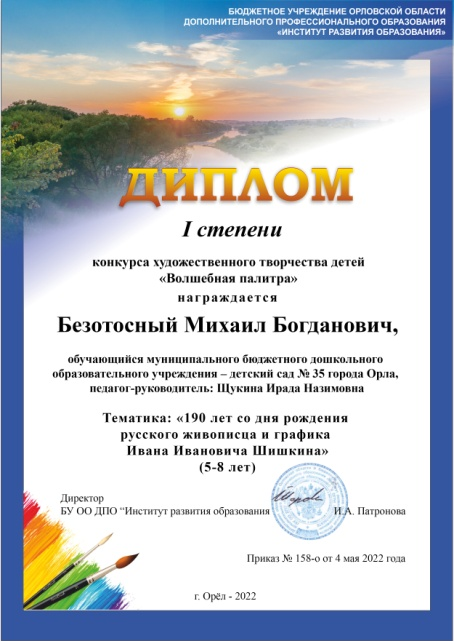 БЮДЖЕТНОЕ УЧРЕЖДЕНИЕ ОРЛОВСКОЙ ОБЛАСТИ
ДОПОЛНИТЕЛЬНОГО ПРОФЕССИОНАЛЬНОГО ОБРАЗОВАНИЯ
«ИНСТИТУТ РАЗВИТИЯ ОБРАЗОВАНИЯ»
ДИПЛОМ
I степени
конкурса художественного творчества детей
«Волшебная палитра»
награждается
Безотосный Михаил Богданович,
обучающийся муниципального бюджетного дошкольного
образовательного учреждения – детский сад № 35 города Орла,
педагог-руководитель: Щукина Ирада Назимовна
Тематика: «190 лет со дня рождения
русского живописца и графика
Ивана Ивановича Шишкина»
(5-8 лет)
Директор
БУ ОО ДПО “Институт развития образования И.А. Патронова
Приказ № 158-о от 4 мая 2022 года
г. Орёл - 2022